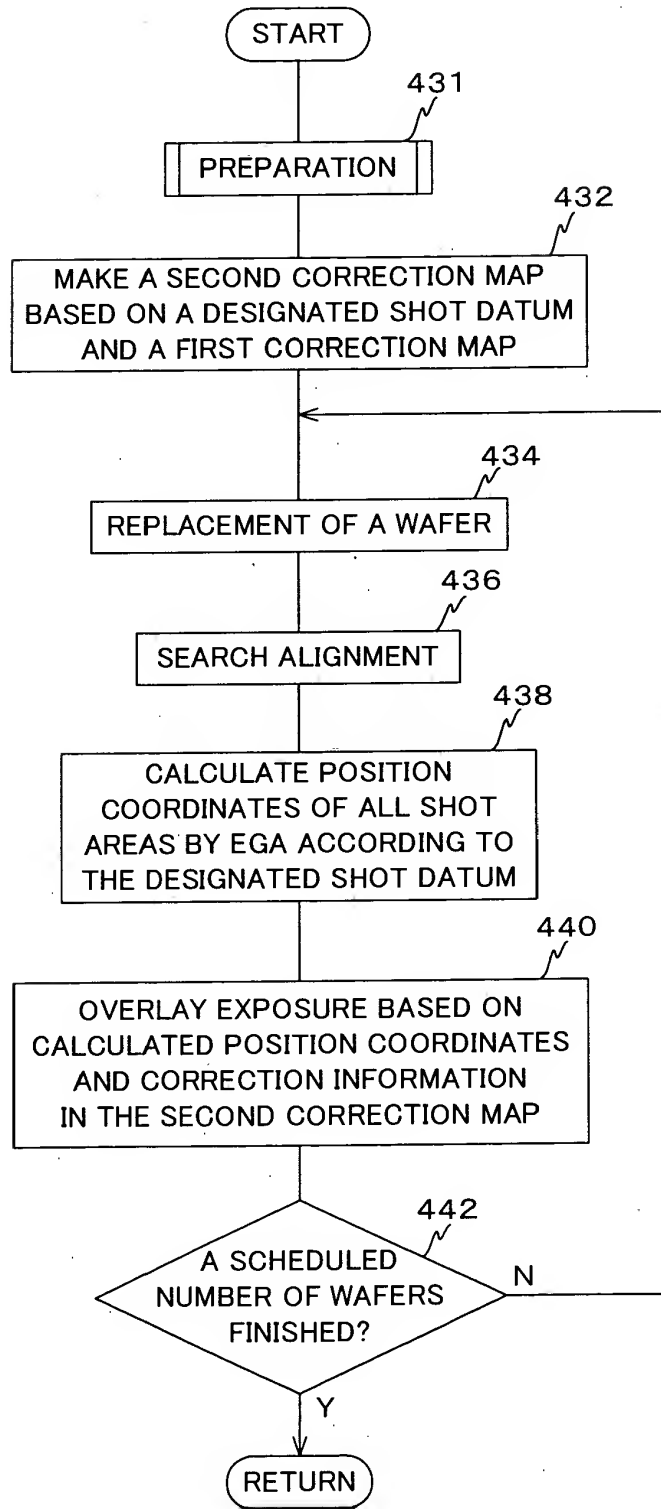 START
431
PREPARATION
432
MAKE A SECOND CORRECTION MAP
BASED ON A DESIGNATED SHOT DATUM
AND A FIRST CORRECTION MAP
434
REPLACEMENT OF A WAFER
436
SEARCH ALIGNMENT
438
CALCULATE POSITION
COORDINATES OF ALL SHOT
AREAS BY EGA ACCORDING TO
THE DESIGNATED SHOT DATUM
440
OVERLAY EXPOSURE BASED ON
CALCULATED POSITION COORDINATES
AND CORRECTION INFORMATION
IN THE SECOND CORRECTION MAP
442
A SCHEDULED
NUMBER OF WAFERS
FINISHED?
N
Y
RETURN